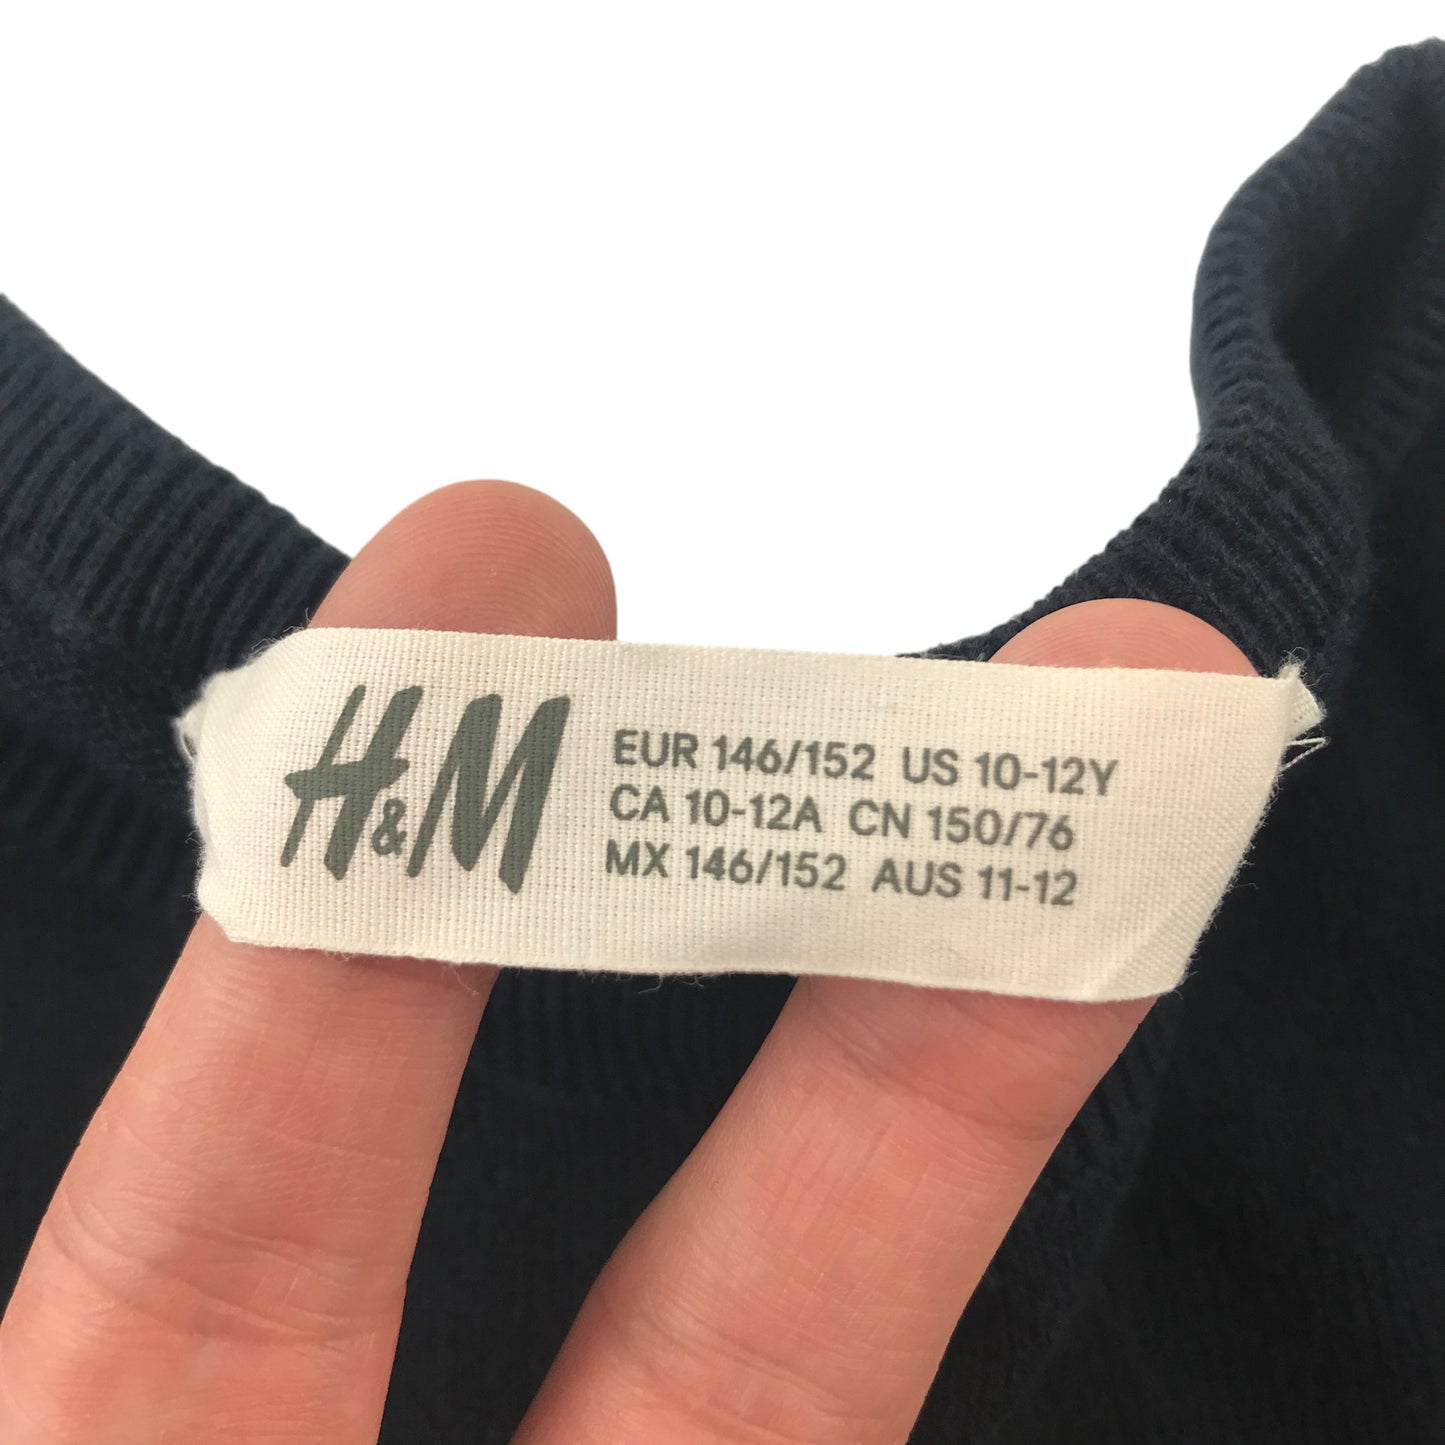 H&M
EUR 146/152 US 10-12Y
CA 10-12A CN 150/76
MX 146/152 AUS 11-12